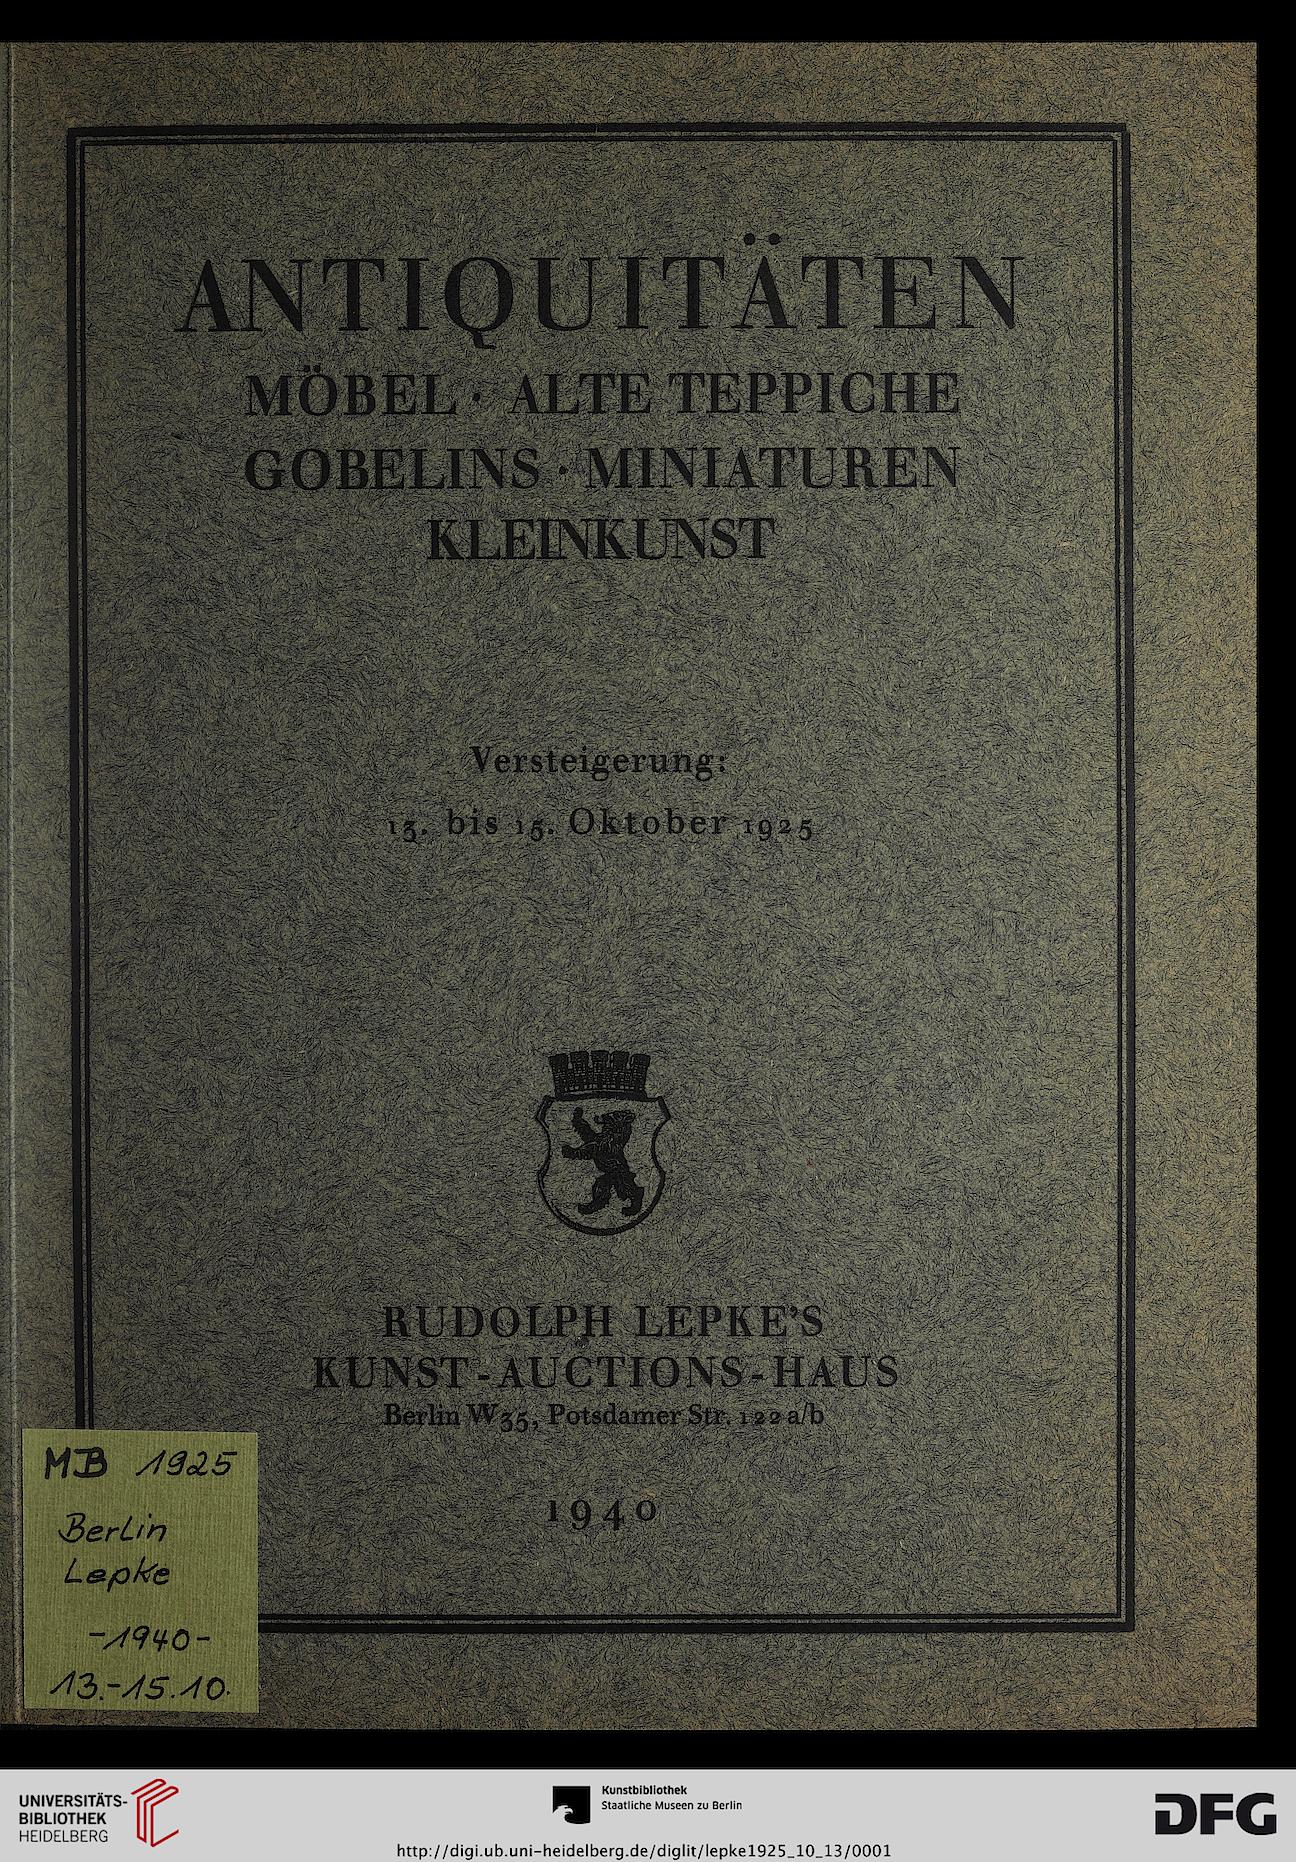 ANTIQUITÄTEN
MÖBEL · ALTE TEPPICHE
GOBELINS · MINIATUREN
KLEINKUNST
Versteigerung:
13. bis 15. Oktober 1925
RUDOLPH LEPKE'S
KUNST-AUCTIONS-HAUS
Berlin W35, Potsdamer Str. 122 a/b
1940
MB 1925
Berlin
Lepke
-1940-
13.-15.10.
UNIVERSITÄTS-
BIBLIOTHEK
HEIDELBERG
Kunstbibliothek
Staatliche Museen zu Berlin
http://digi.ub.uni-heidelberg.de/diglit/lepke1925_10_13/0001
DFG